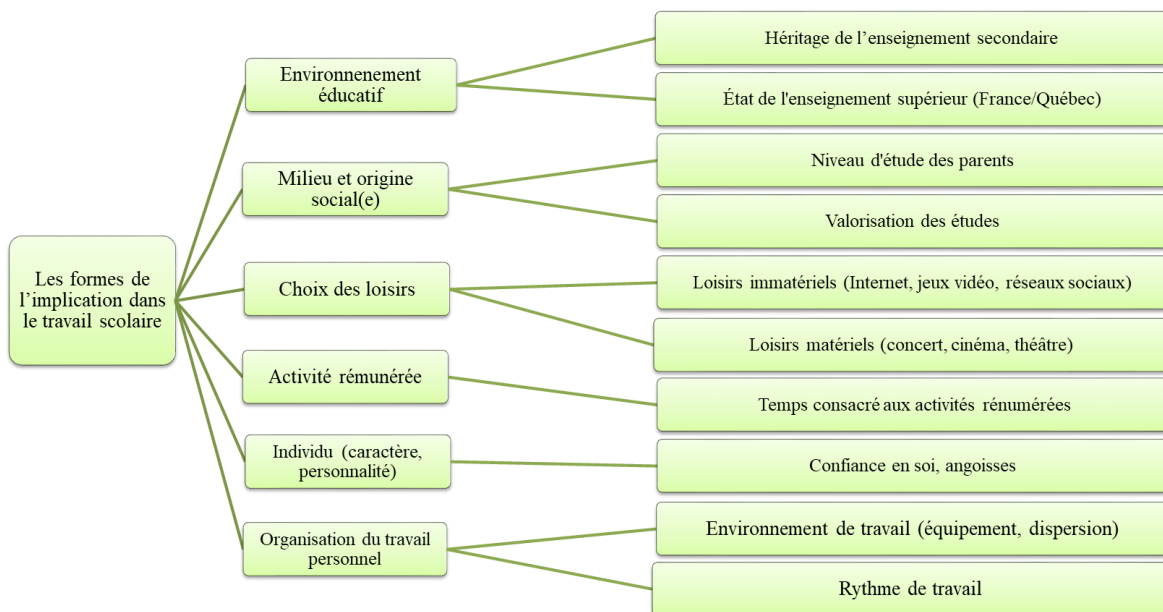 Les formes de
l’implication dans
le travail scolaire
Environnenement
éducatif
Héritage de l’enseignement secondaire
État de l'enseignement supérieur (France/Québec)
Milieu et origine
social(e)
Niveau d'étude des parents
Valorisation des études
Choix des loisirs
Loisirs immatériels (Internet, jeux vidéo, réseaux sociaux)
Loisirs matériels (concert, cinéma, théâtre)
Activité rémunérée
Temps consacré aux activités rénumérées
Individu (caractère,
personnalité)
Confiance en soi, angoisses
Organisation du travail
personnel
Environnement de travail (équipement, dispersion)
Rythme de travail